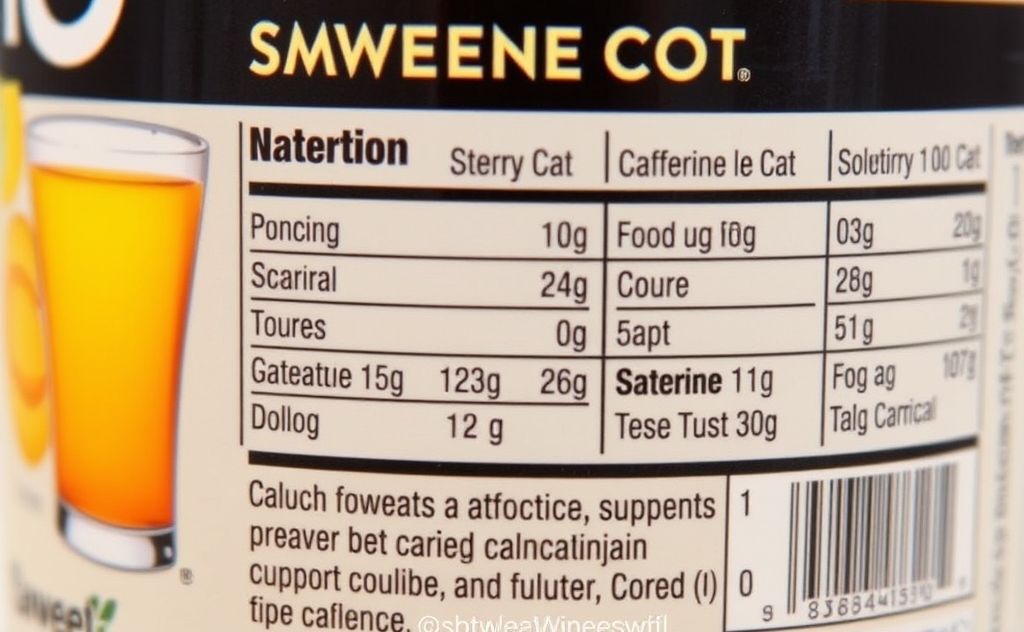 SMWEENE COT®
Natertion Sterry Cat Cafferine le Cat Solutirry 100 Cat
Poncing 10g Food ug 18g 03g 20g
Scariral 24g Coure 28g 1g
Toures 0g 5apt 51g 2g
Gateatue 15g 123g 26g Saterine 11g Fog ag 107g
Dollog 12 g Tese Tust 30g Talg Carrical
Caluch foweats a atfoctice, suppents 1
preaver bet caried calncatinjain
cupport coulibe, and fuluter, Cored (I) 0
fipe caflence.
9
®